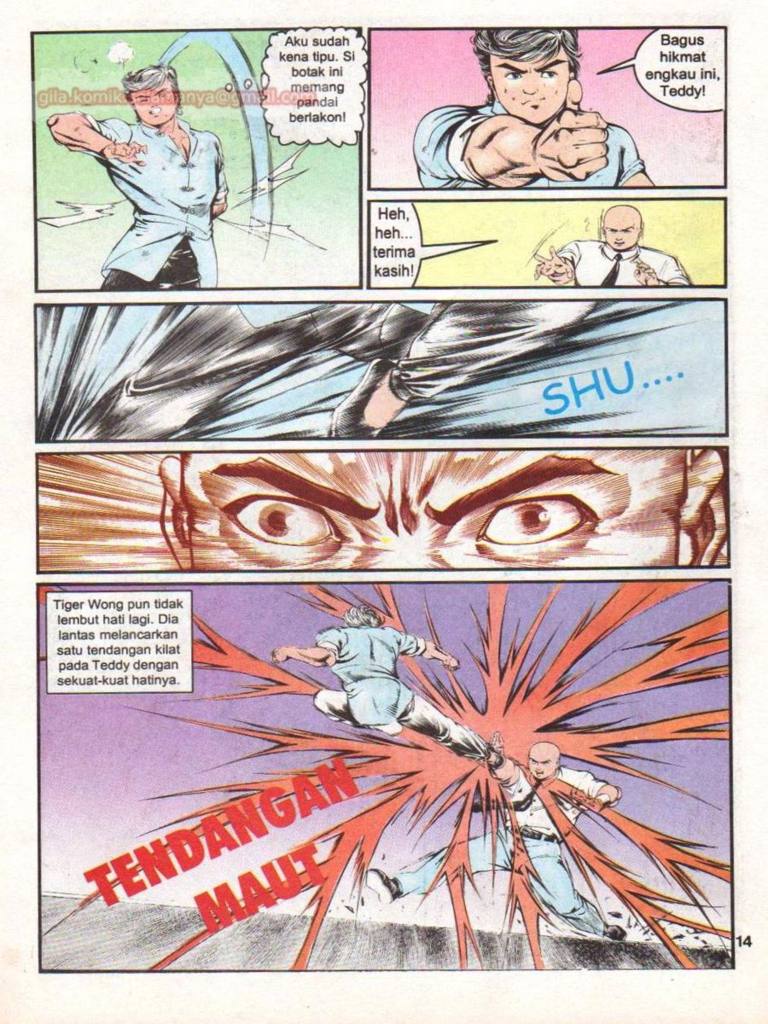 Aku sudah
kena tipu. Si
botak ini
memang
pandai
berlakon!
Bagus
hikmat
engkau ini,
Teddy!
Heh,
heh...
terima
kasih!
SHU....
Tiger Wong pun tidak
lembut hati lagi. Dia
lantas melancarkan
satu tendangan kilat
pada Teddy dengan
sekuat-kuat hatinya.
TENDANGAN
MAUT
14